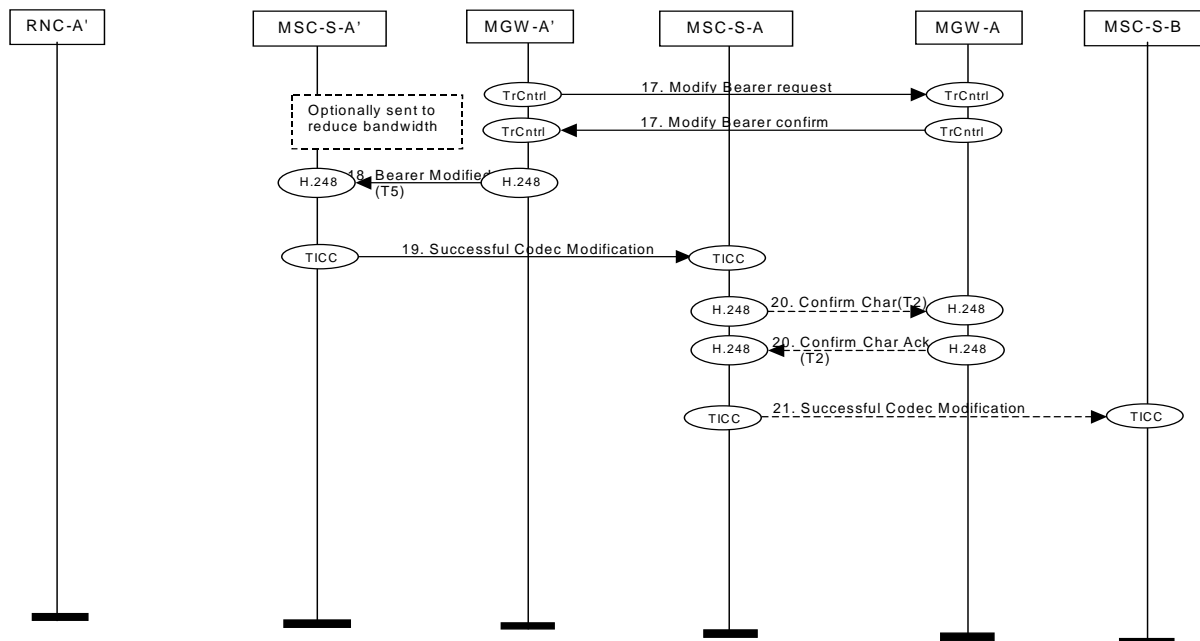 RNC-A'
MSC-S-A'
MGW-A'
MSC-S-A
MGW-A
MSC-S-B
TrCntrl
17. Modify Bearer request
TrCntrl
Optionally sent to
reduce bandwidth
TrCntrl
17. Modify Bearer confirm
TrCntrl
H.248
18. Bearer Modified
(T5)
H.248
TICC
19. Successful Codec Modification
TICC
H.248
20. Confirm Char(T2)
H.248
H.248
20. Confirm Char Ack
(T2)
H.248
TICC
21. Successful Codec Modification
TICC